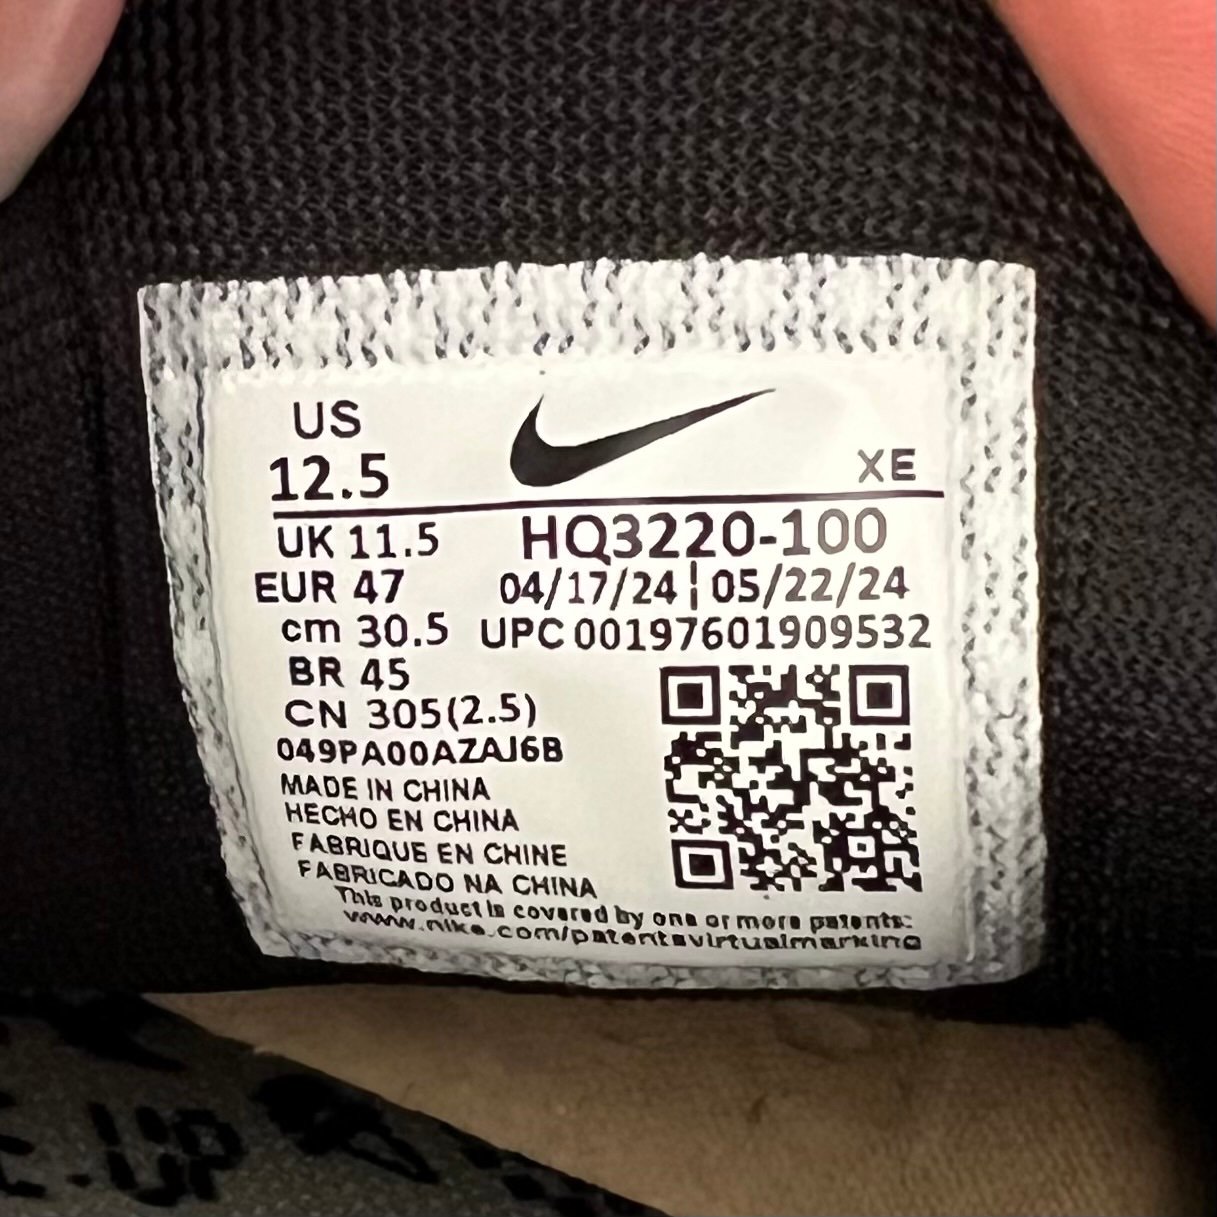 US
12.5
XE
UK 11.5
HQ3220-100
EUR 47
04/17/24 | 05/22/24
cm 30.5
UPC 00197601909532
BR 45
CN 305(2.5)
049PA00AZAJ6B
MADE IN CHINA
HECHO EN CHINA
FABRIQUE EN CHINE
FABRICADO NA CHINA
This product is covered by one or more patents:
www.nike.com/patentsvirtualmarking
UP